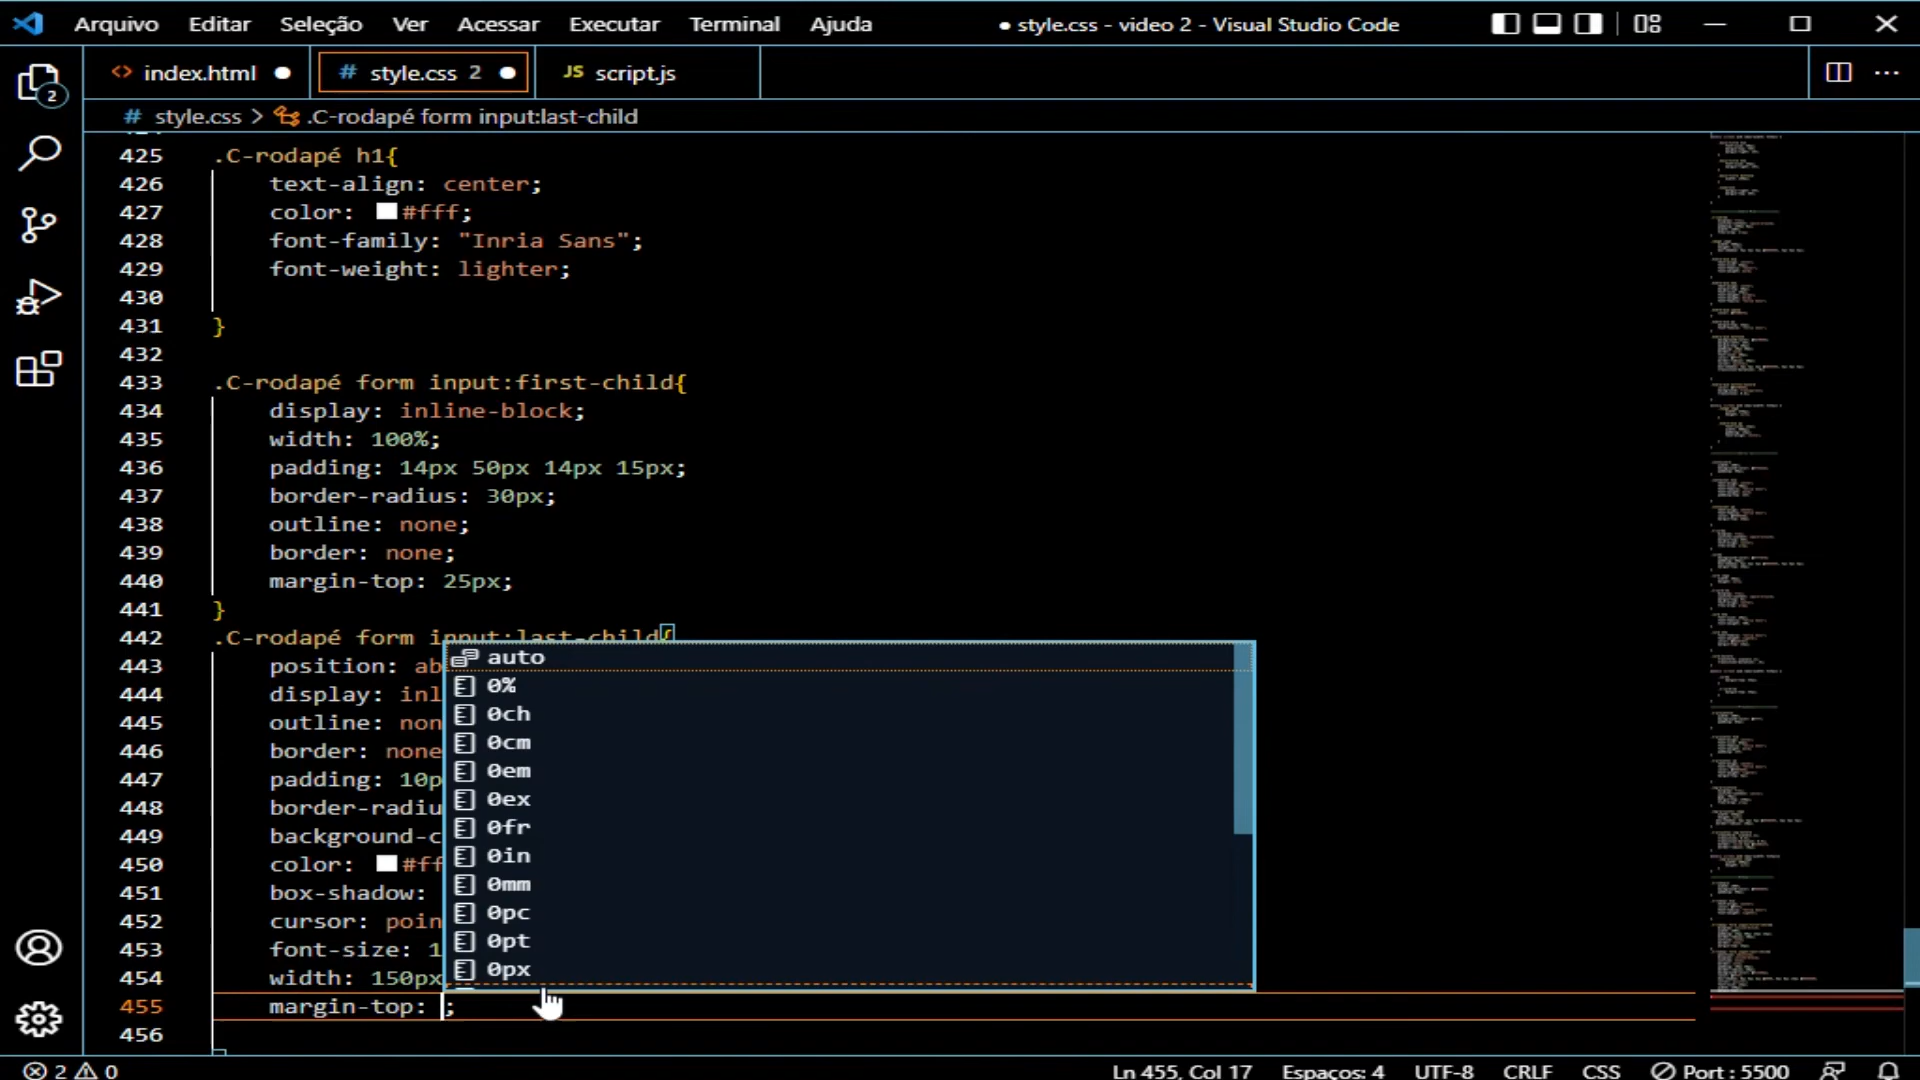 Arquivo Editar Seleção Ver Acessar Executar Terminal Ajuda ● style.css - video 2 - Visual Studio Code
<> index.html ● # style.css 2 ● JS script.js ···
2
# style.css > .C-rodapé form input:last-child
425 .C-rodapé h1{
426 text-align: center;
427 color: #fff;
428 font-family: "Inria Sans";
429 font-weight: lighter;
430
431 }
432
433 .C-rodapé form input:first-child{
434 display: inline-block;
435 width: 100%;
436 padding: 14px 50px 14px 15px;
437 border-radius: 30px;
438 outline: none;
439 border: none;
440 margin-top: 25px;
441 }
442 .C-rodapé form input:last-child{
443 position: ab
444 display: inl
445 outline: non
446 border: none
447 padding: 10p
448 border-radiu
449 background-c
450 color: #ff
451 box-shadow:
452 cursor: poin
453 font-size: 1
454 width: 150px
455 margin-top: ;
456
auto
0%
0ch
0cm
0em
0ex
0fr
0in
0mm
0pc
0pt
0px
2 0 Ln 455, Col 17 Espaços: 4 UTF-8 CRLF CSS Port : 5500